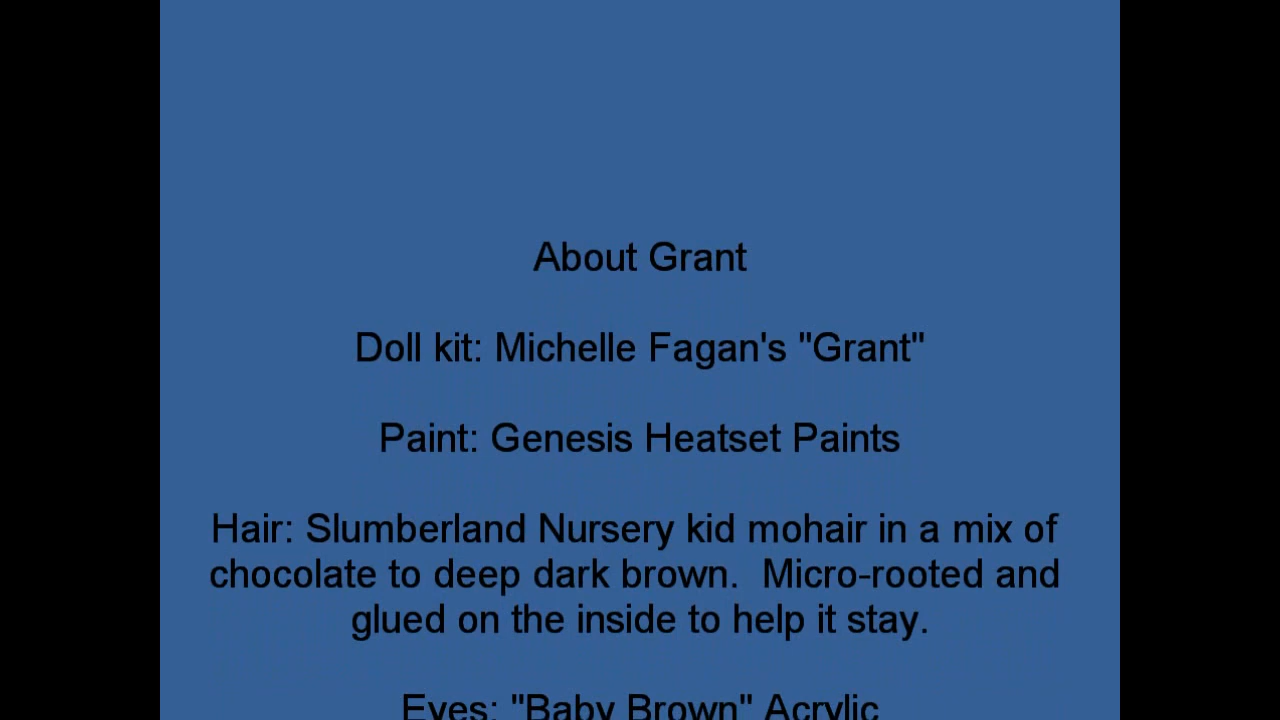 About Grant
Doll kit: Michelle Fagan's "Grant"
Paint: Genesis Heatset Paints
Hair: Slumberland Nursery kid mohair in a mix of
chocolate to deep dark brown.  Micro-rooted and
glued on the inside to help it stay.
Eyes: "Baby Brown" Acrylic